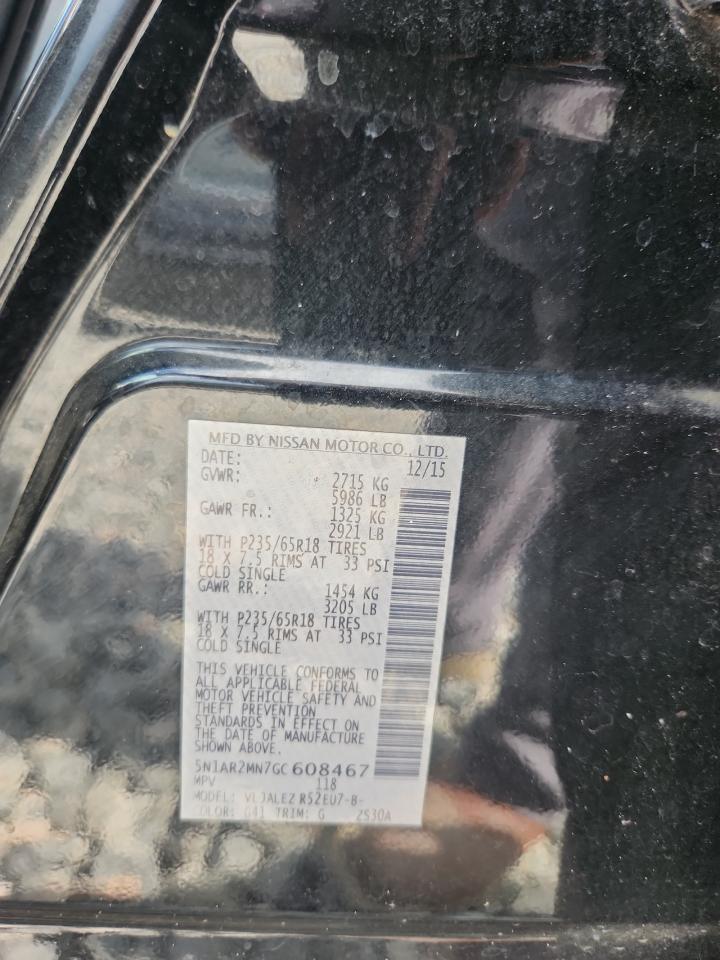 MFD BY NISSAN MOTOR CO., LTD.
DATE: 12/15
GVWR: 2715 KG
5986 LB
GAWR FR.: 1325 KG
2921 LB
WITH P235/65R18 TIRES
18 X 7.5 RIMS AT 33 PSI
COLD SINGLE
GAWR RR.: 1454 KG
3205 LB
WITH P235/65R18 TIRES
18 X 7.5 RIMS AT 33 PSI
COLD SINGLE
THIS VEHICLE CONFORMS TO
ALL APPLICABLE FEDERAL
MOTOR VEHICLE SAFETY AND
THEFT PREVENTION
STANDARDS IN EFFECT ON
THE DATE OF MANUFACTURE
SHOWN ABOVE.
5N1AR2MN7GC608467
MPV 118
MODEL: R52EU7-B-
COLOR: G41 TRIM: G 2S30A